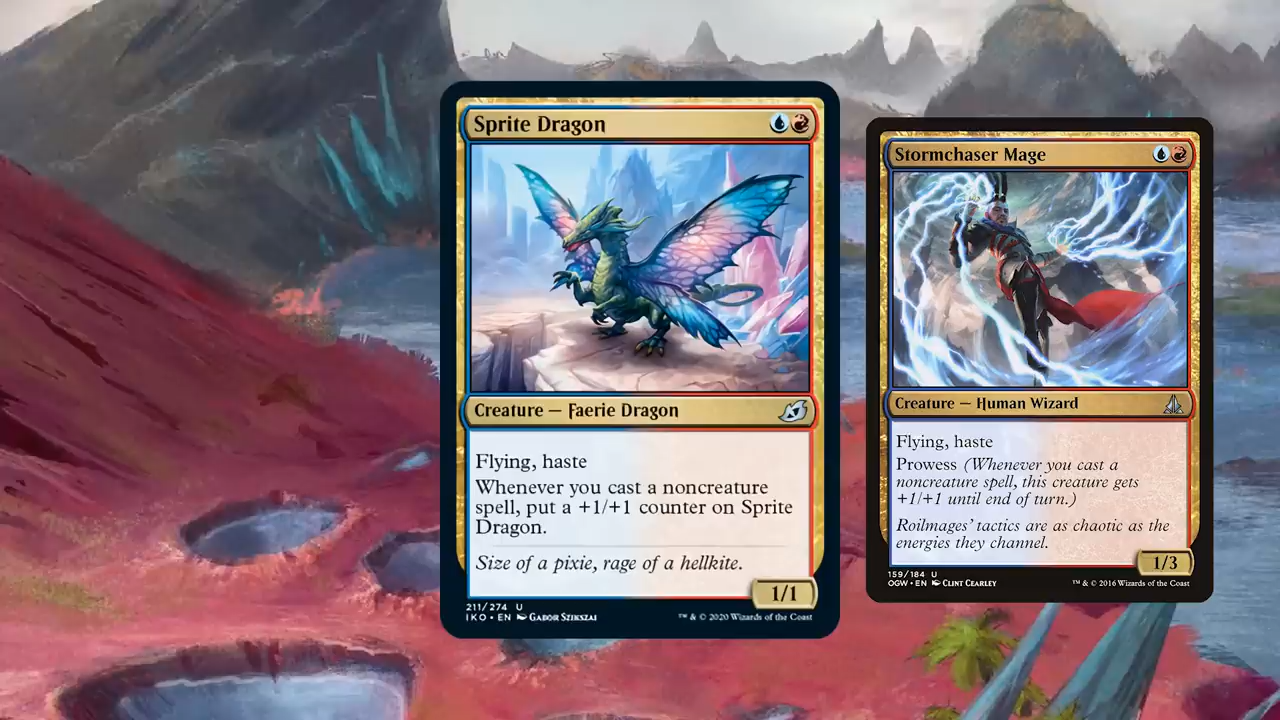 Sprite Dragon
Creature — Faerie Dragon
Flying, haste
Whenever you cast a noncreature
spell, put a +1/+1 counter on Sprite
Dragon.
Size of a pixie, rage of a hellkite.
1/1
211/274 U
IKO • EN Gabor Szikszai
™ & © 2020 Wizards of the Coast
Stormchaser Mage
Creature — Human Wizard
Flying, haste
Prowess (Whenever you cast a
noncreature spell, this creature gets
+1/+1 until end of turn.)
Roilmages' tactics are as chaotic as the
energies they channel.
1/3
159/184 U
OGW • EN Clint Cearley
™ & © 2016 Wizards of the Coast